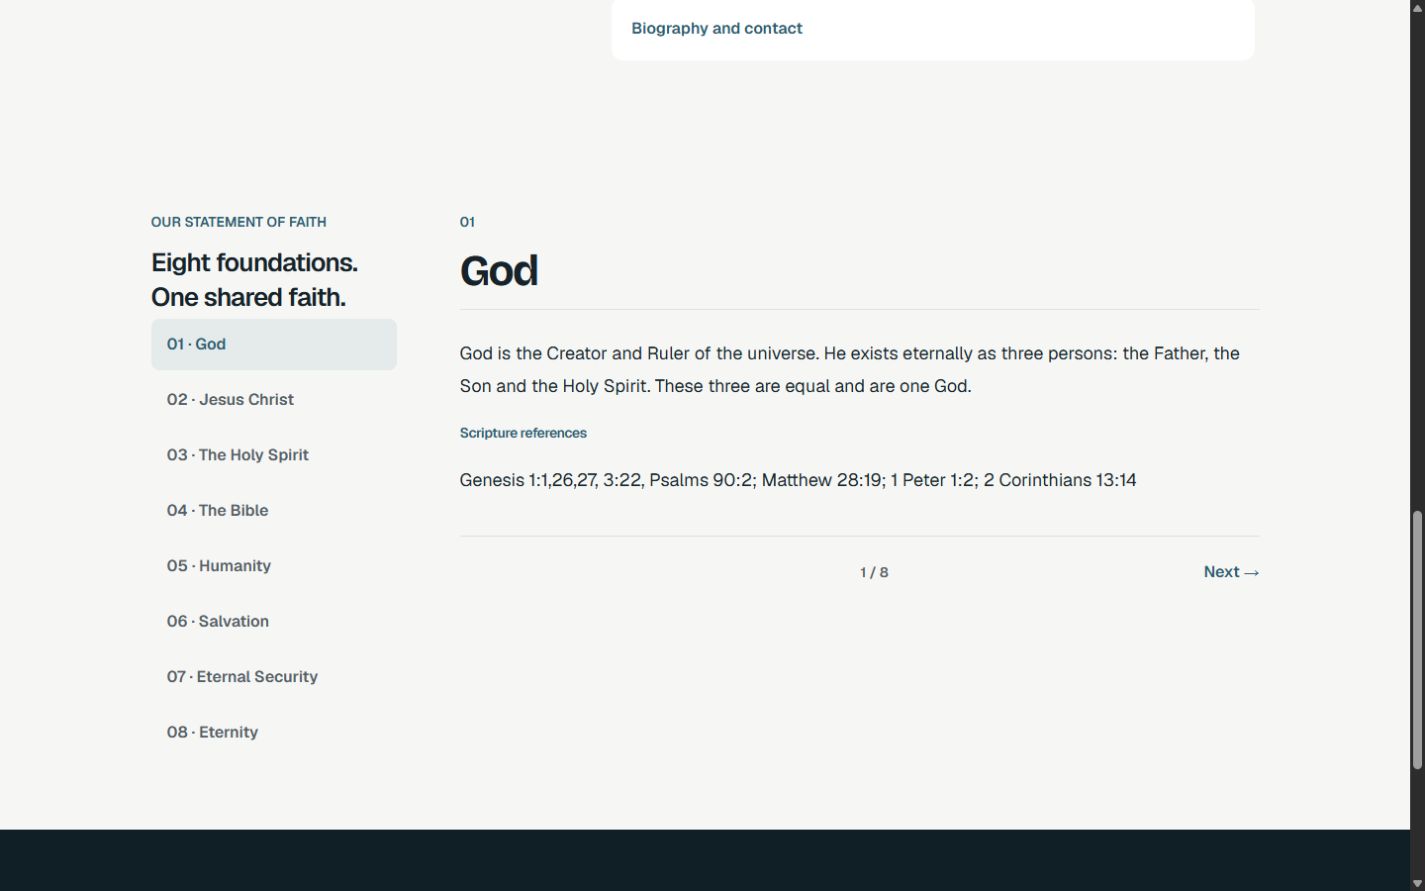 Biography and contact
OUR STATEMENT OF FAITH
Eight foundations.
One shared faith.
01 · God
02 · Jesus Christ
03 · The Holy Spirit
04 · The Bible
05 · Humanity
06 · Salvation
07 · Eternal Security
08 · Eternity
01
God
God is the Creator and Ruler of the universe. He exists eternally as three persons: the Father, the
Son and the Holy Spirit. These three are equal and are one God.
Scripture references
Genesis 1:1,26,27, 3:22, Psalms 90:2; Matthew 28:19; 1 Peter 1:2; 2 Corinthians 13:14
1 / 8
Next →